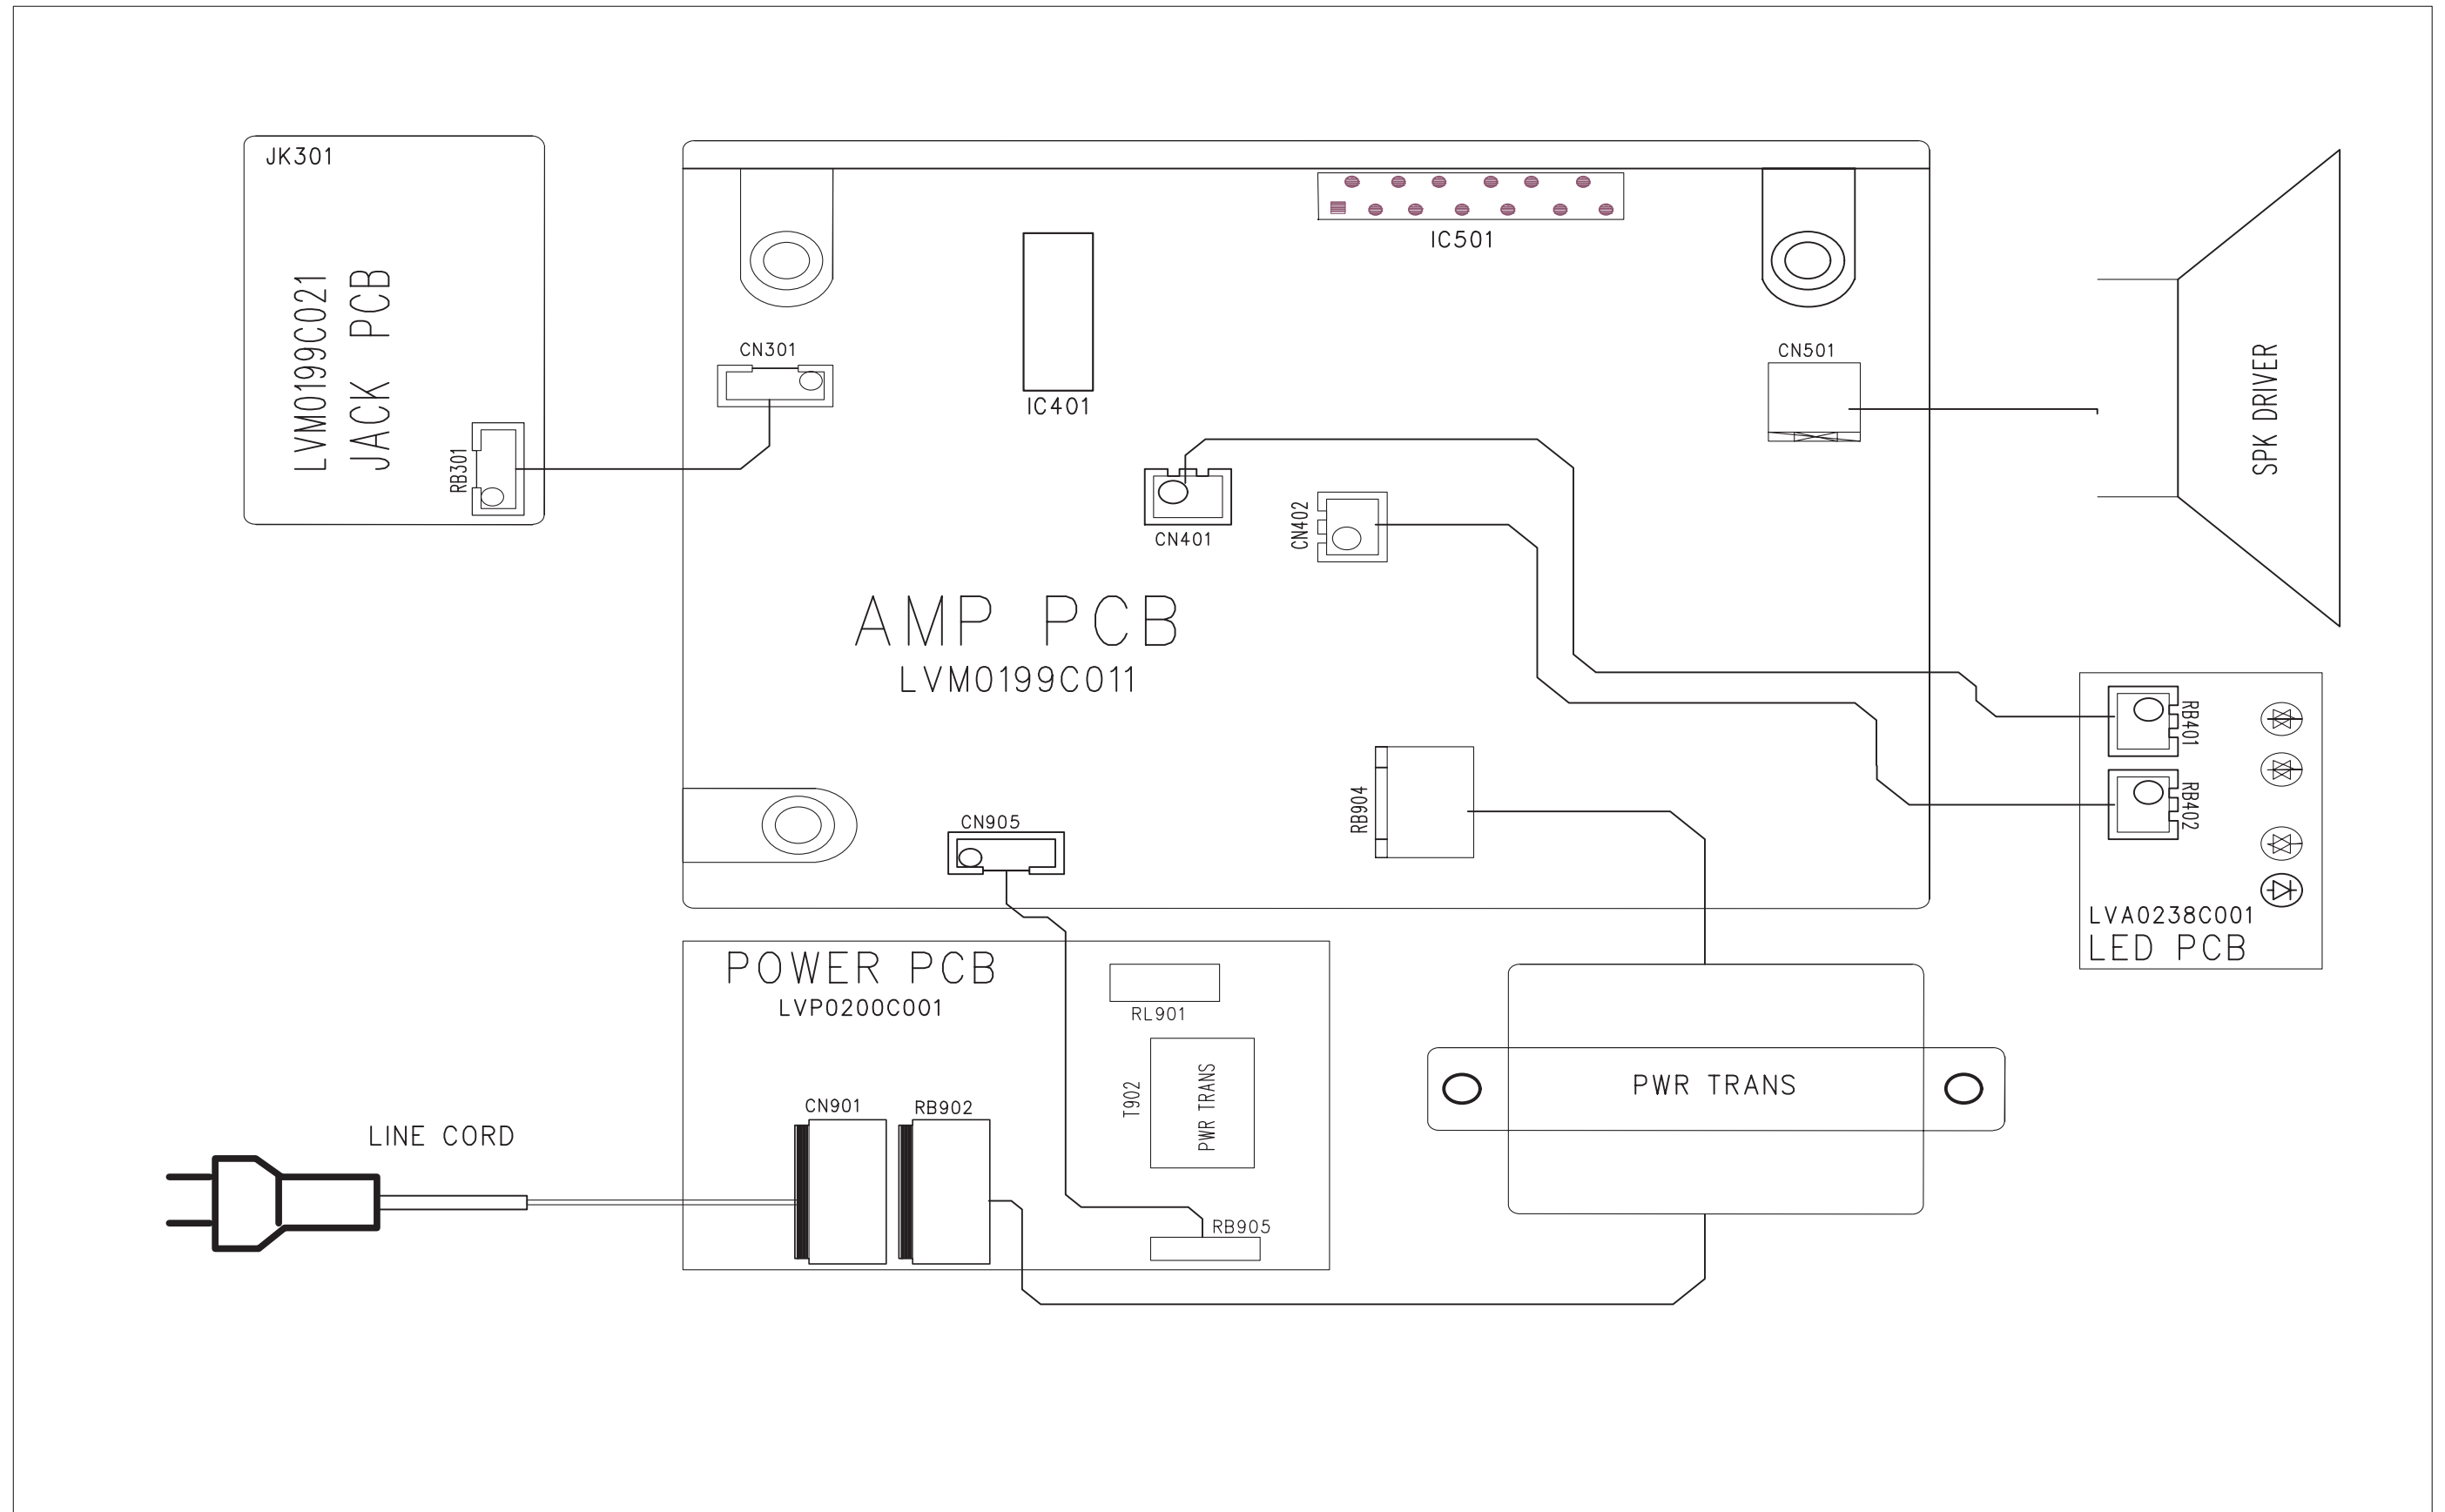 JK301
LVM0199C021
JACK PCB
RB301
CN301
IC401
IC501
CN501
CN401
CN402
SPK DRIVER
AMP PCB
LVM0199C011
RB401
RB402
RB904
CN905
LVA0238C001
LED PCB
POWER PCB
LVP0200C001
RL901
T902
PWR TRANS
PWR TRANS
CN901
RB902
LINE CORD
RB905